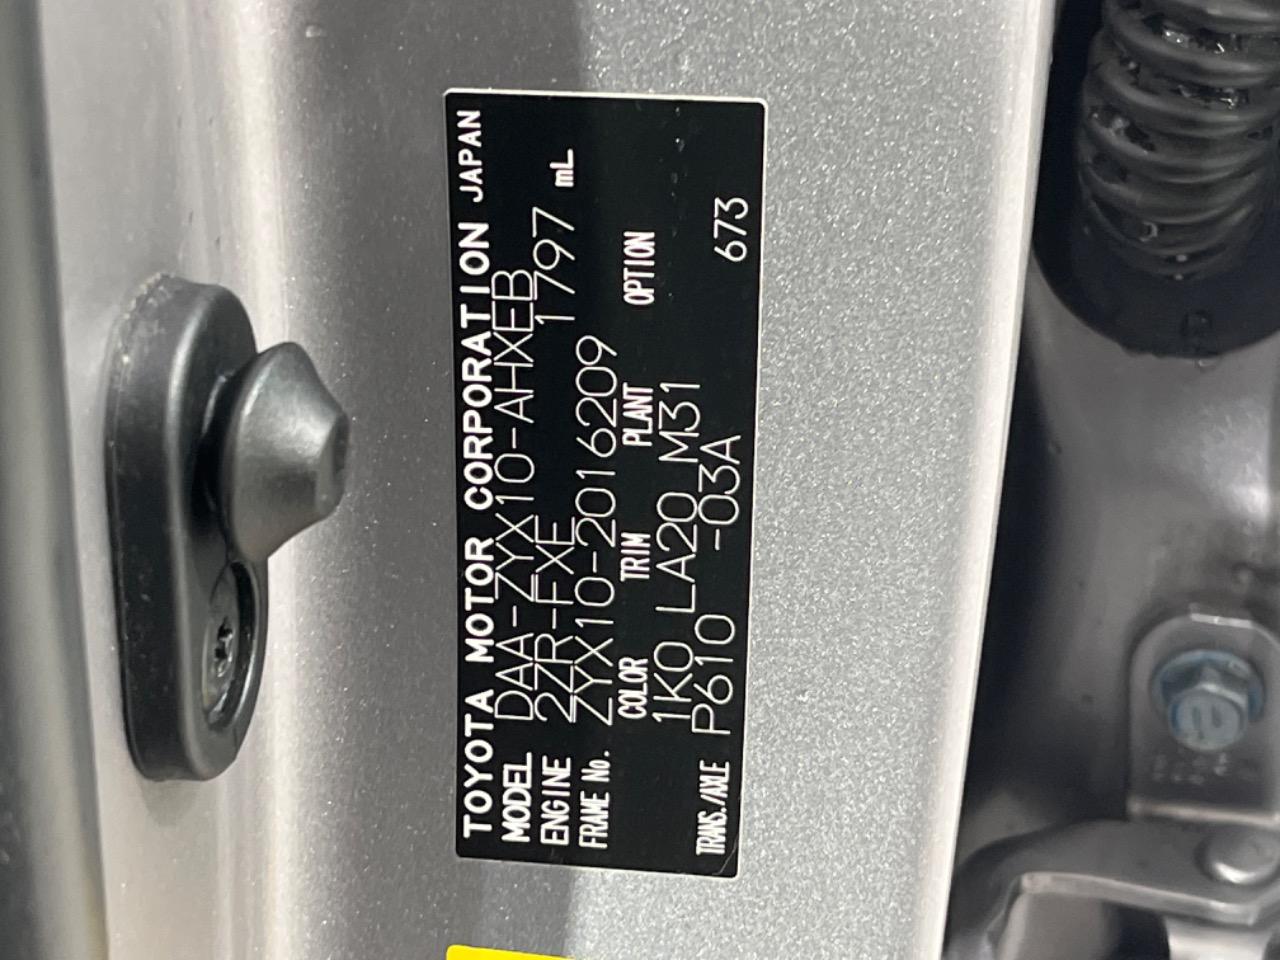 TOYOTA MOTOR CORPORATION JAPAN
MODEL DAA-ZYX10-AHXEB
ENGINE 2ZR-FXE 1797 mL
FRAME No. ZYX10-2016209
COLOR TRIM PLANT OPTION
1K0 LA20 M31
TRANS./AXLE P610 -03A 673